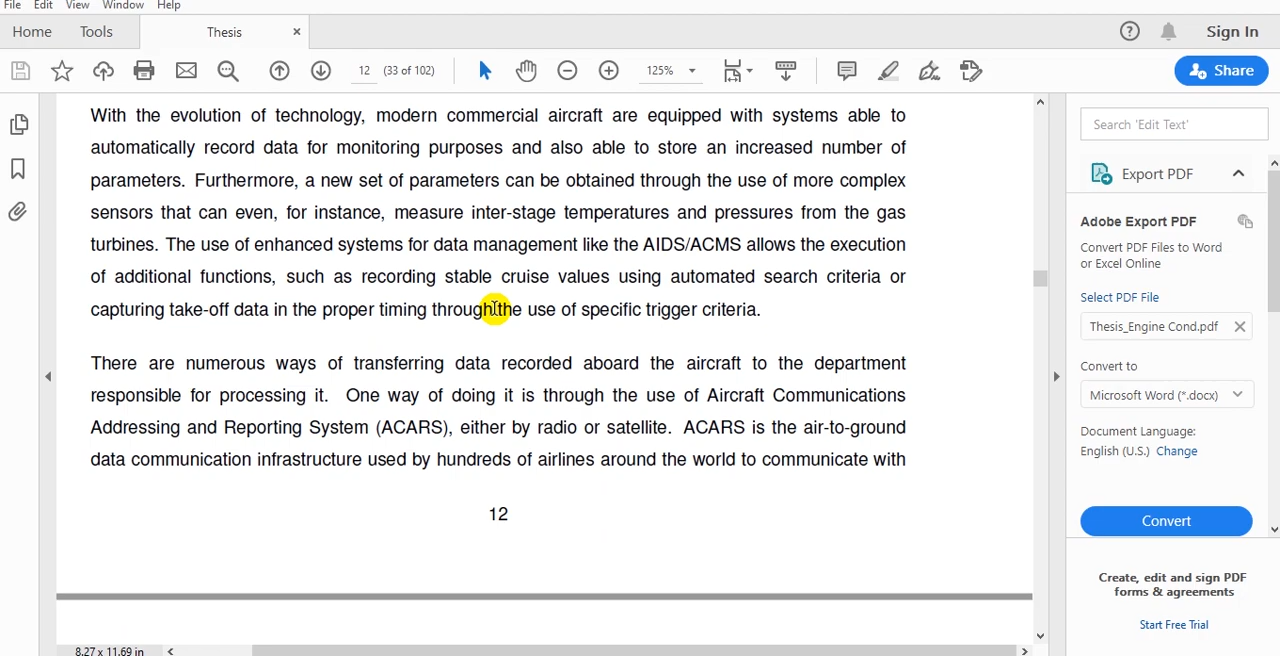 File Edit View Window Help
Home Tools Thesis Sign In
12 (33 of 102) 125% Share
With the evolution of technology, modern commercial aircraft are equipped with systems able to
automatically record data for monitoring purposes and also able to store an increased number of
parameters. Furthermore, a new set of parameters can be obtained through the use of more complex
sensors that can even, for instance, measure inter-stage temperatures and pressures from the gas
turbines. The use of enhanced systems for data management like the AIDS/ACMS allows the execution
of additional functions, such as recording stable cruise values using automated search criteria or
capturing take-off data in the proper timing through the use of specific trigger criteria.
There are numerous ways of transferring data recorded aboard the aircraft to the department
responsible for processing it. One way of doing it is through the use of Aircraft Communications
Addressing and Reporting System (ACARS), either by radio or satellite. ACARS is the air-to-ground
data communication infrastructure used by hundreds of airlines around the world to communicate with
12
8.27 x 11.69 in
Search 'Edit Text'
Export PDF
Adobe Export PDF
Convert PDF Files to Word
or Excel Online
Select PDF File
Thesis_Engine Cond.pdf
Convert to
Microsoft Word (*.docx)
Document Language:
English (U.S.) Change
Convert
Create, edit and sign PDF
forms & agreements
Start Free Trial